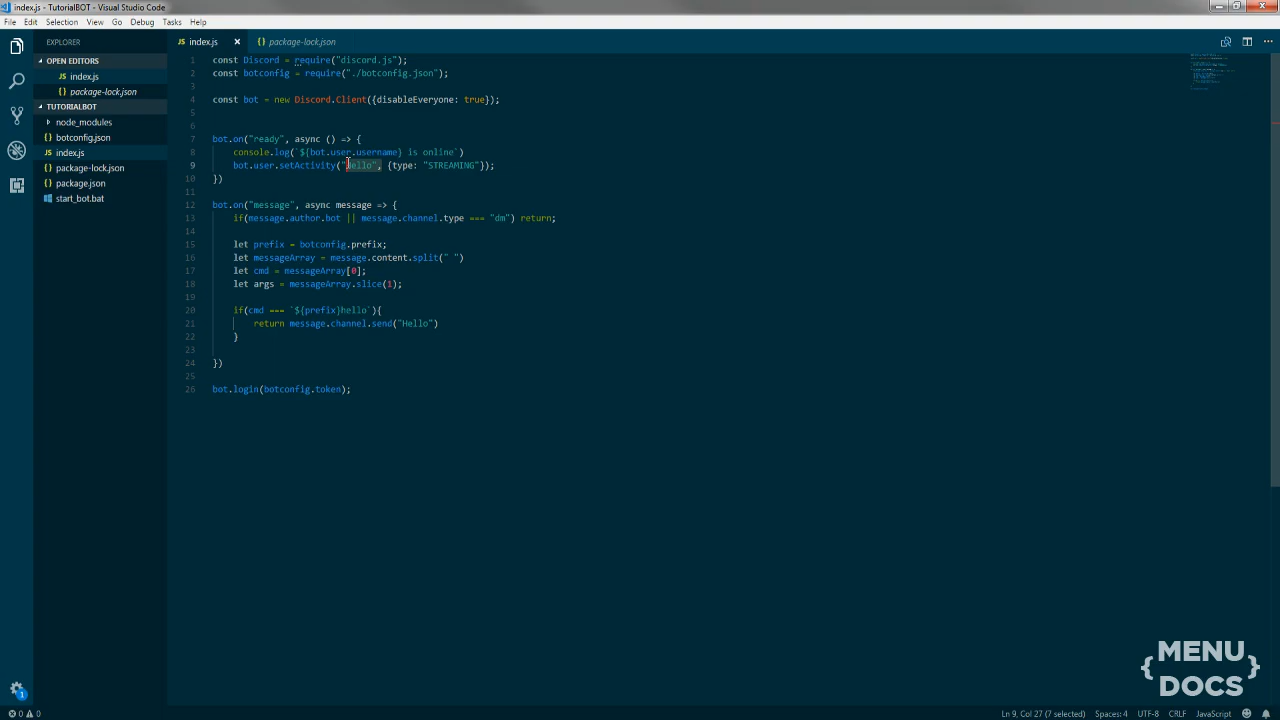 index.js - TutorialBOT - Visual Studio Code
File Edit Selection View Go Debug Tasks Help
EXPLORER
OPEN EDITORS
index.js
package-lock.json
TUTORIALBOT
node_modules
botconfig.json
index.js
package-lock.json
package.json
start_bot.bat
index.js × {} package-lock.json
1 const Discord = require("discord.js");
2 const botconfig = require("./botconfig.json");
3
4 const bot = new Discord.Client({disableEveryone: true});
5
6
7 bot.on("ready", async () => {
8 console.log(`${bot.user.username} is online`)
9 bot.user.setActivity("Hello", {type: "STREAMING"});
10 })
11
12 bot.on("message", async message => {
13 if(message.author.bot || message.channel.type === "dm") return;
14
15 let prefix = botconfig.prefix;
16 let messageArray = message.content.split(" ")
17 let cmd = messageArray[0];
18 let args = messageArray.slice(1);
19
20 if(cmd === `${prefix}hello`){
21 return message.channel.send("Hello")
22 }
23
24 })
25
26 bot.login(botconfig.token);
{MENU
DOCS}
1
0 0 Ln 9, Col 27 (7 selected) Spaces: 4 UTF-8 CRLF JavaScript